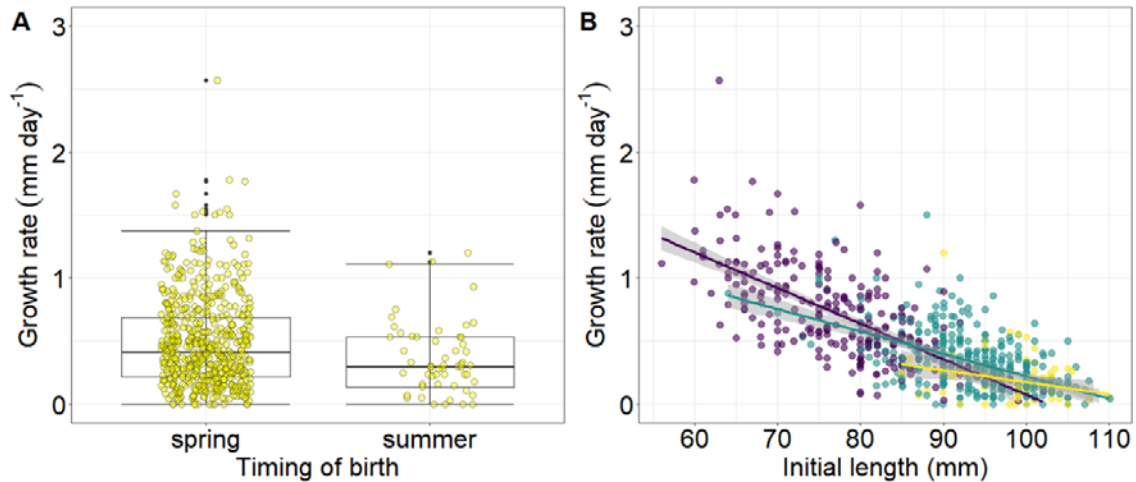 A
Growth rate (mm day⁻¹)
3
2
1
0
spring summer
Timing of birth
B
Growth rate (mm day⁻¹)
3
2
1
0
60 70 80 90 100 110
Initial length (mm)